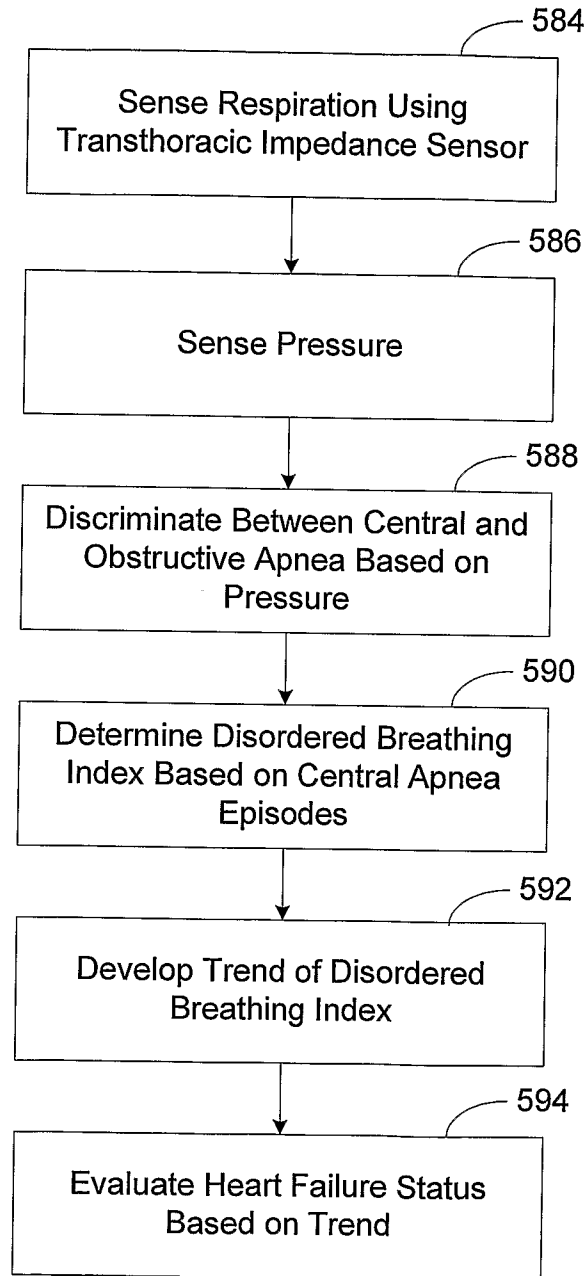 584
Sense Respiration Using
Transthoracic Impedance Sensor
586
Sense Pressure
588
Discriminate Between Central and
Obstructive Apnea Based on
Pressure
590
Determine Disordered Breathing
Index Based on Central Apnea
Episodes
592
Develop Trend of Disordered
Breathing Index
594
Evaluate Heart Failure Status
Based on Trend